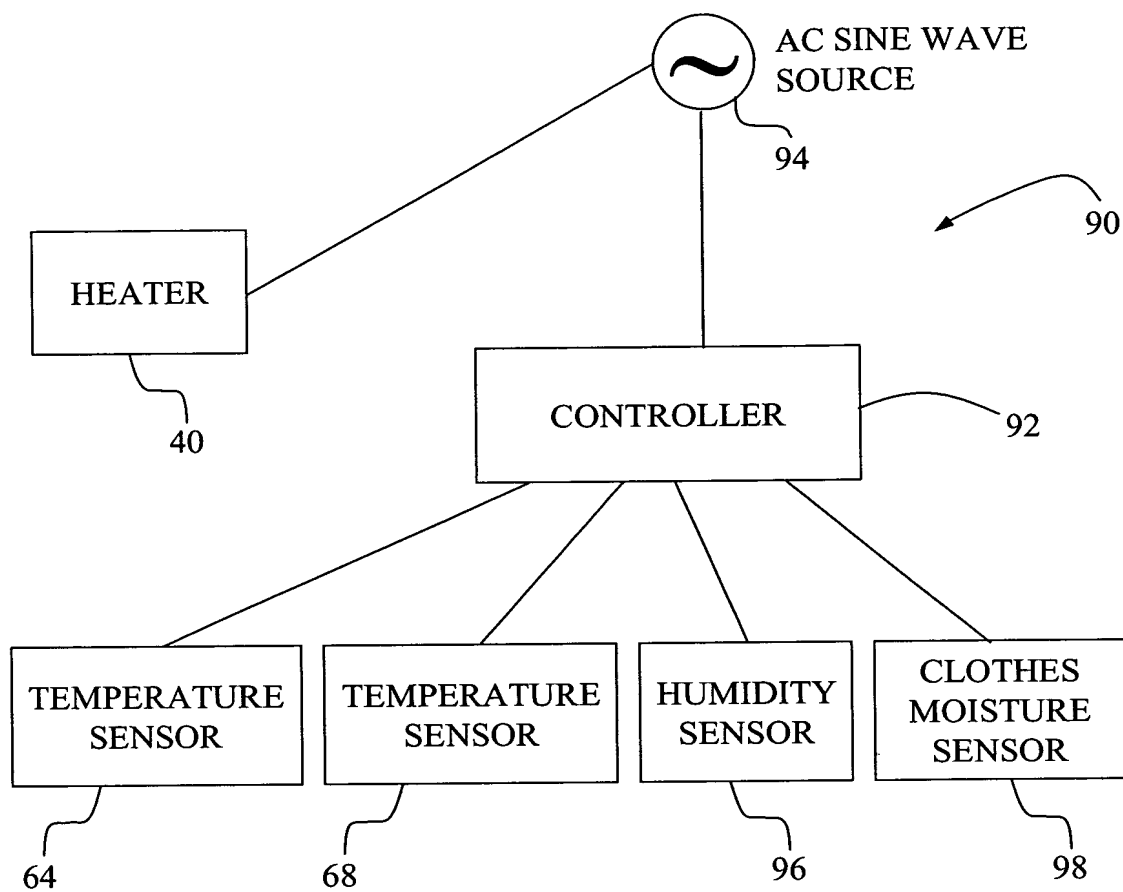 AC SINE WAVE
SOURCE
94
90
HEATER
40
CONTROLLER
92
TEMPERATURE
SENSOR
TEMPERATURE
SENSOR
HUMIDITY
SENSOR
CLOTHES
MOISTURE
SENSOR
64
68
96
98